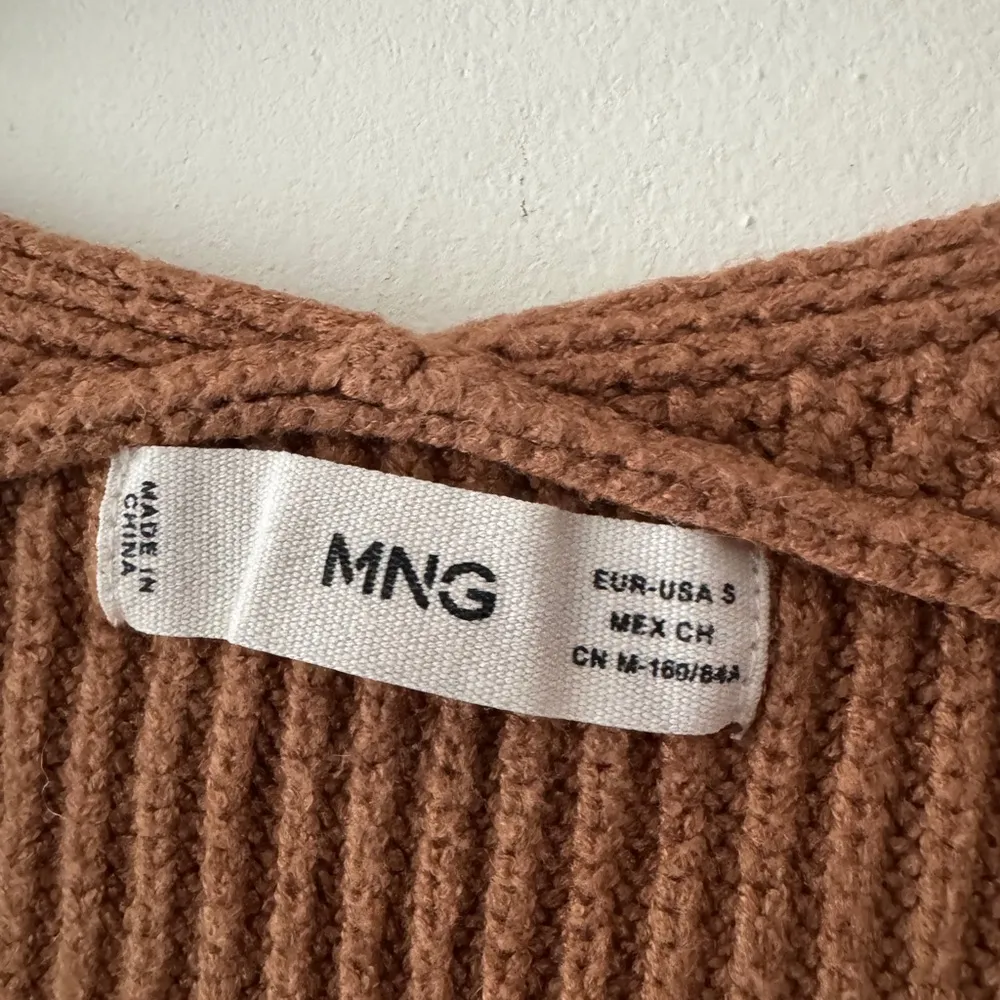 MADE IN
CHINA
MNG
EUR-USA S
MEX CH
CN M-160/84A